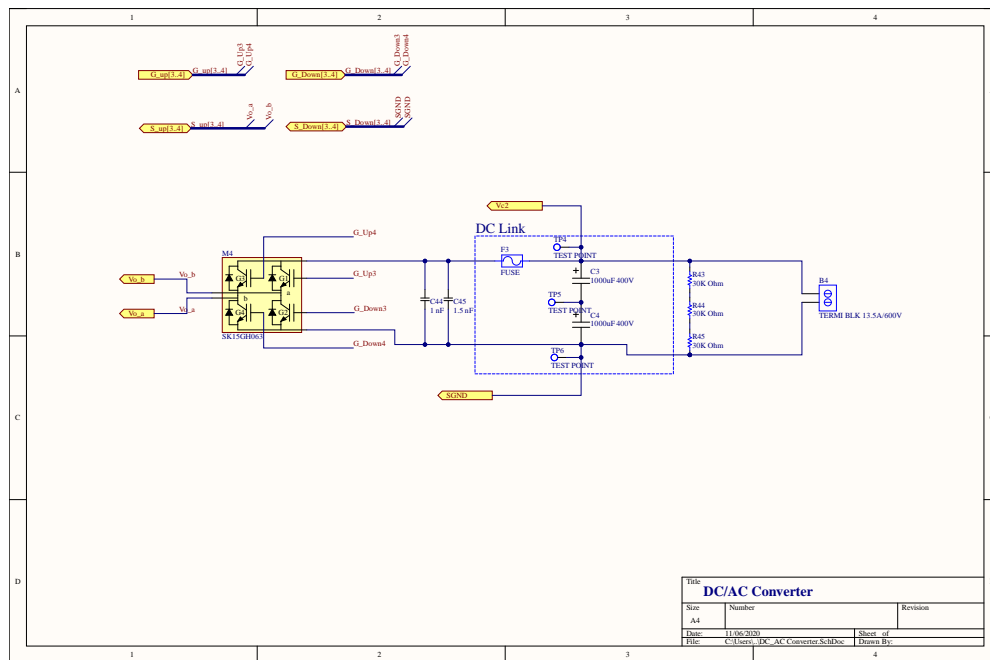 1 2 3 4
A
G_up[3..4] G_up[3..4] G_Up3 G_Up4
G_Down[3..4] G_Down[3..4] G_Down3 G_Down4
S_up[3..4] S_up[3..4] Vo_a Vo_b
S_Down[3..4] S_Down[3..4] SGND SGND
Vc2
DC Link
G_Up4
TP4
TEST POINT
B
M4
F3
FUSE
G3 G1
G_Up3
Vo_b Vo_b
C3
1000uF 400V
R43
30K Ohm
B4
TERMI BLK 13.5A/600V
b a
TP5
TEST POINT
C44
1 nF
C45
1.5 nF
Vo_a Vo_a
G4 G2
G_Down3
C4
1000uF 400V
R44
30K Ohm
SK15GH063
G_Down4
R45
30K Ohm
TP6
TEST POINT
SGND
C
D
Title
DC/AC Converter
Size Number Revision
A4
Date: 11/06/2020 Sheet of
File: C:\Users\..\DC_AC Converter.SchDoc Drawn By:
1 2 3 4